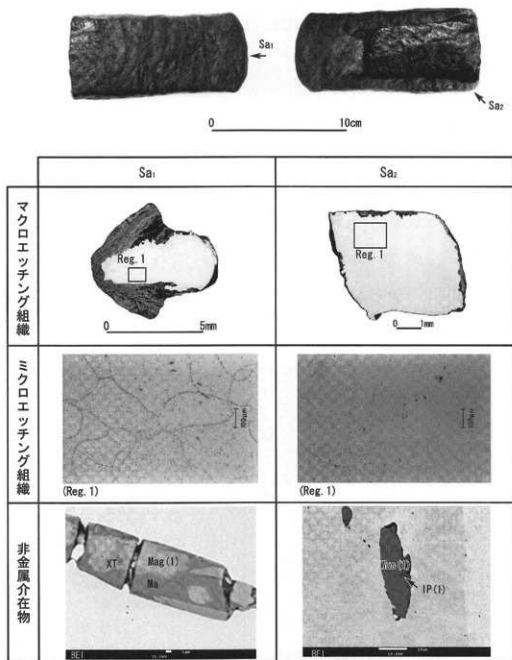 Sa1
Sa2
0 10cm
Sa1 Sa2
マクロエッチング組織
Reg. 1
0 5mm
Reg. 1
0 1mm
ミクロエッチング組織
100μm
(Reg. 1)
100μm
(Reg. 1)
非金属介在物
XT
Mag(1)
Ma
BEI
IP(1)
BEI